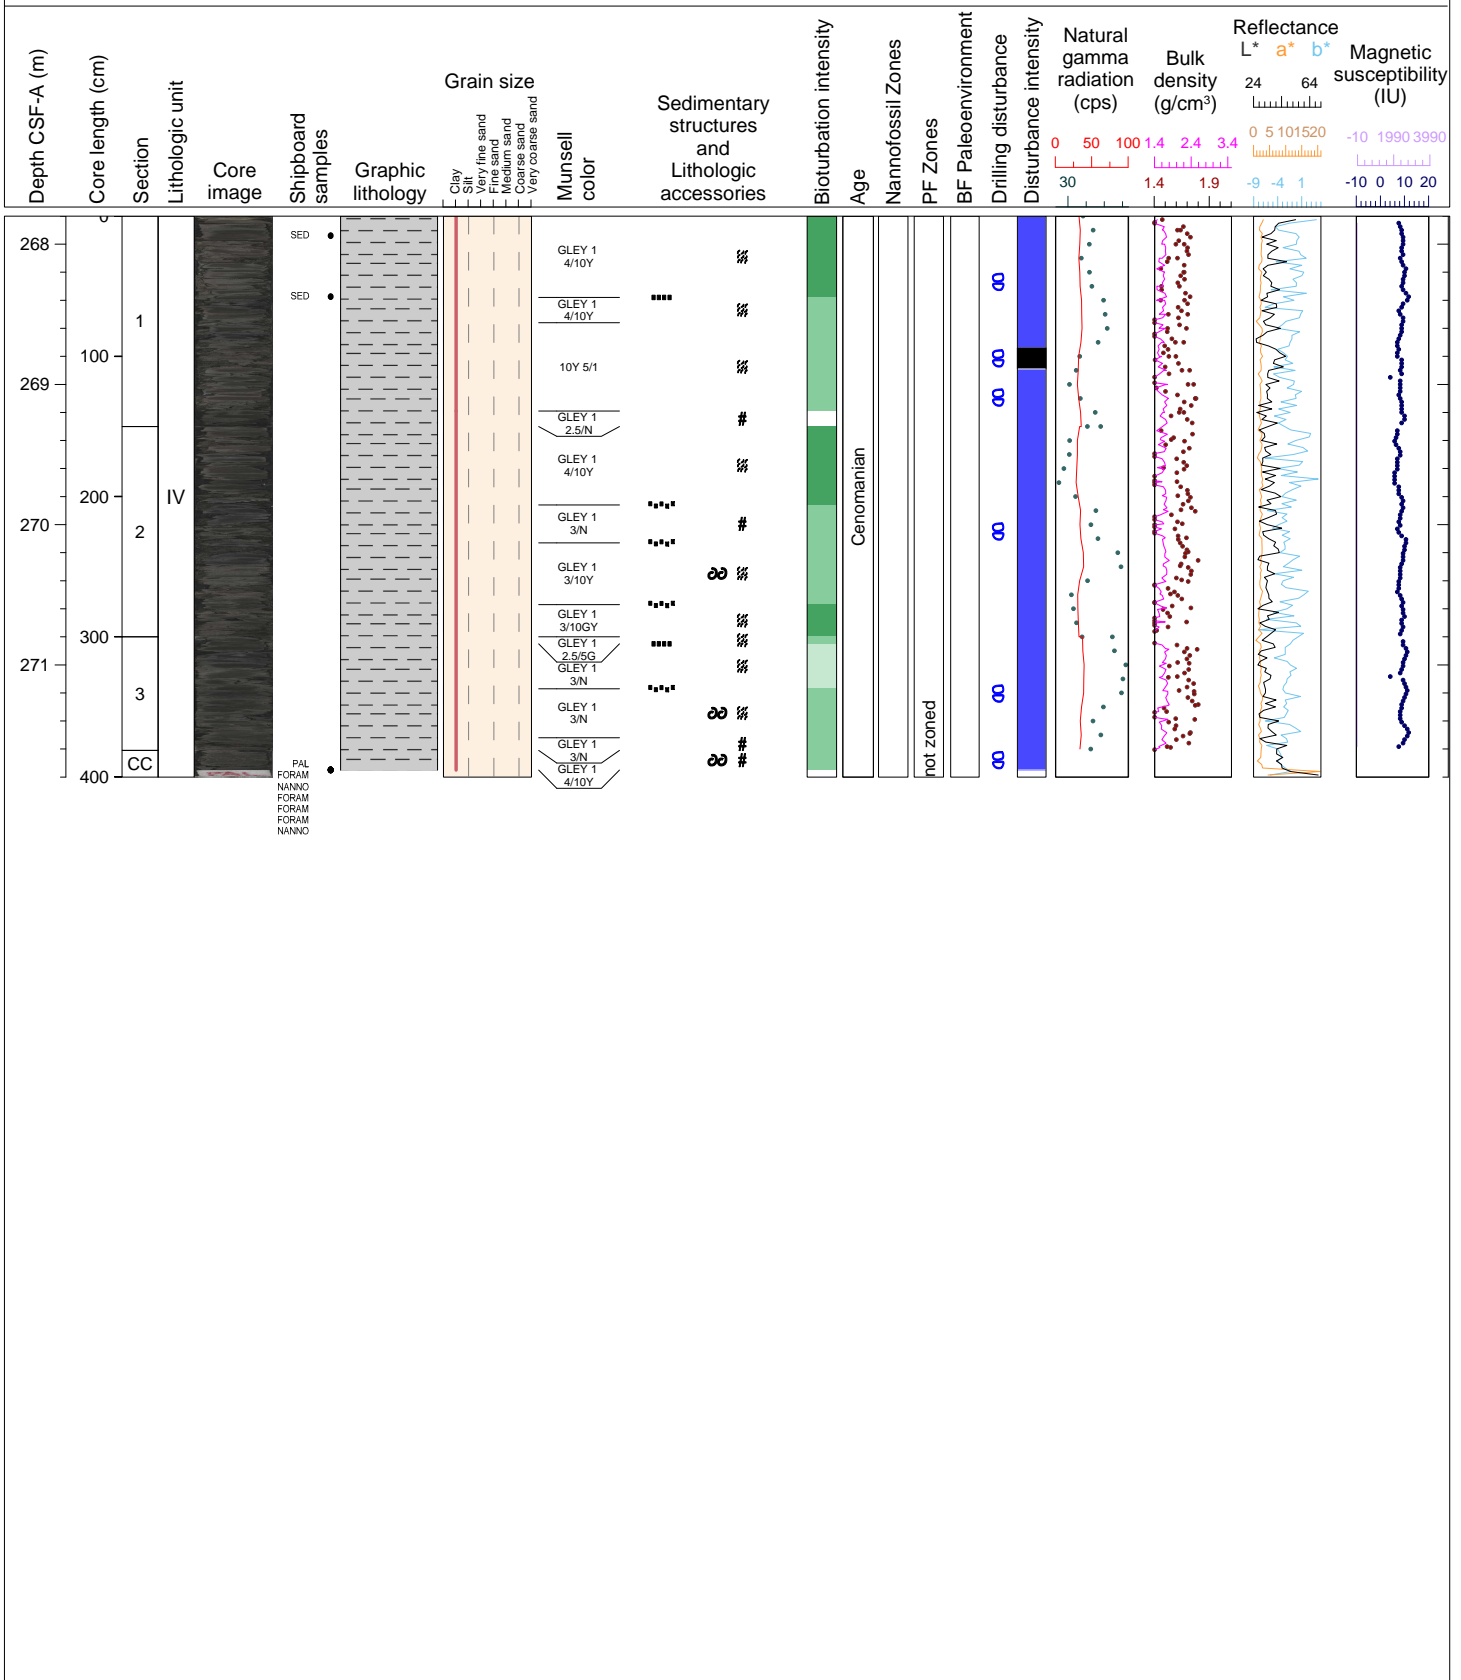 Depth CSF-A (m)
Core length (cm)
Section
Lithologic unit
Core
image
Shipboard
samples
Graphic
lithology
Grain size
Clay
Silt
Very fine sand
Fine sand
Medium sand
Coarse sand
Very coarse sand
Munsell
color
Sedimentary
structures
and
Lithologic
accessories
Bioturbation intensity
Age
Nannofossil Zones
PF Zones
BF Paleoenvironment
Drilling disturbance
Disturbance intensity
Natural
gamma
radiation
(cps)
0 50 100
30
Bulk
density
(g/cm³)
1.4 2.4 3.4
1.4 1.9
Reflectance
L* a* b*
24 64
0 5 10 15 20
-9 -4 1
Magnetic
susceptibility
(IU)
-10 1990 3990
-10 0 10 20
268
269
270
271
0
100
200
300
400
1
2
3
CC
IV
SED
SED
PAL
FORAM
NANNO
FORAM
FORAM
FORAM
NANNO
GLEY 1
4/10Y
GLEY 1
4/10Y
10Y 5/1
GLEY 1
2.5/N
GLEY 1
4/10Y
GLEY 1
3/N
GLEY 1
3/10Y
GLEY 1
3/10GY
GLEY 1
2.5/5G
GLEY 1
3/N
GLEY 1
3/N
GLEY 1
3/N
GLEY 1
4/10Y
Cenomanian
not zoned